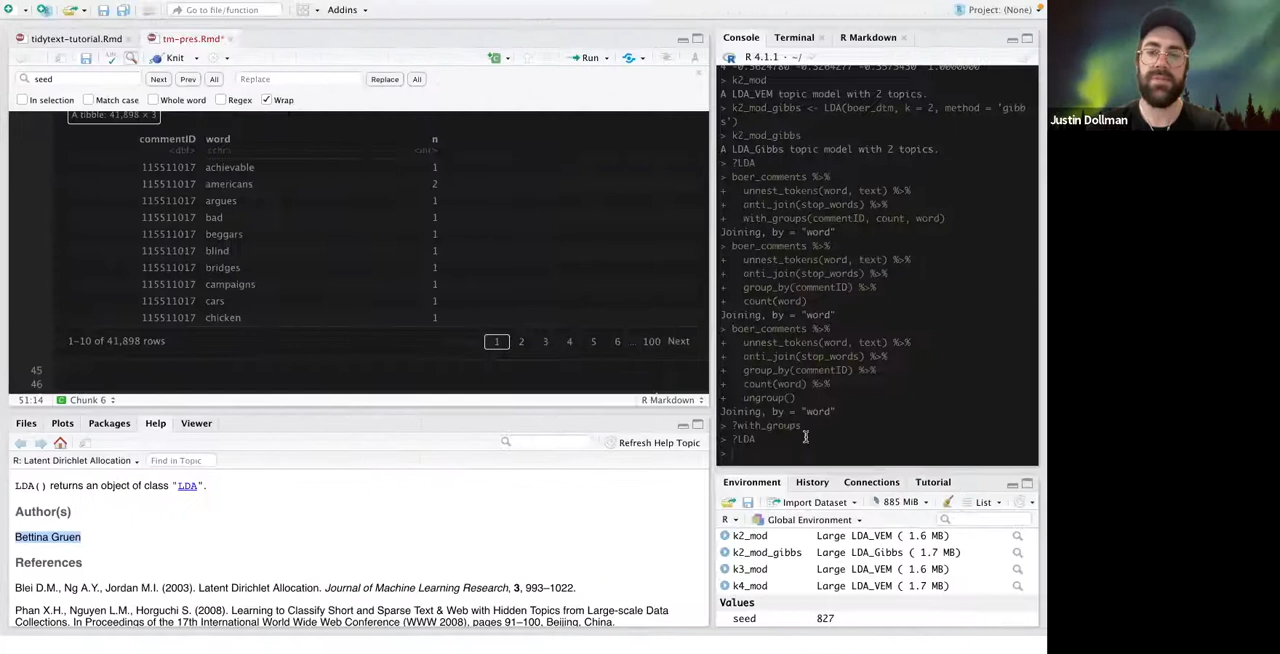 Go to file/function
Addins
Project: (None)
tidytext-tutorial.Rmd
tm-pres.Rmd*
Knit
Run
seed
Next
Prev
All
Replace
Replace
All
In selection
Match case
Whole word
Regex
Wrap
A tibble: 41,898 × 3
commentID word n
<dbl> <chr> <int>
115511017 achievable 1
115511017 americans 2
115511017 argues 1
115511017 bad 1
115511017 beggars 1
115511017 blind 1
115511017 bridges 1
115511017 campaigns 1
115511017 cars 1
115511017 chicken 1
1-10 of 41,898 rows
1 2 3 4 5 6 ... 100 Next
45
46
51:14
Chunk 6
R Markdown
Files
Plots
Packages
Help
Viewer
Refresh Help Topic
R: Latent Dirichlet Allocation
Find in Topic
LDA() returns an object of class "LDA".
Author(s)
Bettina Gruen
References
Blei D.M., Ng A.Y., Jordan M.I. (2003). Latent Dirichlet Allocation. Journal of Machine Learning Research, 3, 993–1022.
Phan X.H., Nguyen L.M., Horguchi S. (2008). Learning to Classify Short and Sparse Text & Web with Hidden Topics from Large-scale Data
Collections. In Proceedings of the 17th International World Wide Web Conference (WWW 2008), pages 91–100, Beijing, China.
Console
Terminal
R Markdown
R 4.1.1 · ~/
> k2_mod
A LDA_VEM topic model with 2 topics.
> k2_mod_gibbs <- LDA(boer_dtm, k = 2, method = 'gibb
s')
> k2_mod_gibbs
A LDA_Gibbs topic model with 2 topics.
> ?LDA
> boer_comments %>%
+ unnest_tokens(word, text) %>%
+ anti_join(stop_words) %>%
+ with_groups(commentID, count, word)
Joining, by = "word"
> boer_comments %>%
+ unnest_tokens(word, text) %>%
+ anti_join(stop_words) %>%
+ group_by(commentID) %>%
+ count(word)
Joining, by = "word"
> boer_comments %>%
+ unnest_tokens(word, text) %>%
+ anti_join(stop_words) %>%
+ group_by(commentID) %>%
+ count(word) %>%
+ ungroup()
Joining, by = "word"
> ?with_groups
> ?LDA
>
Environment
History
Connections
Tutorial
Import Dataset
885 MiB
List
R
Global Environment
k2_mod Large LDA_VEM ( 1.6 MB)
k2_mod_gibbs Large LDA_Gibbs ( 1.7 MB)
k3_mod Large LDA_VEM ( 1.6 MB)
k4_mod Large LDA_VEM ( 1.7 MB)
Values
seed 827
Justin Dollman